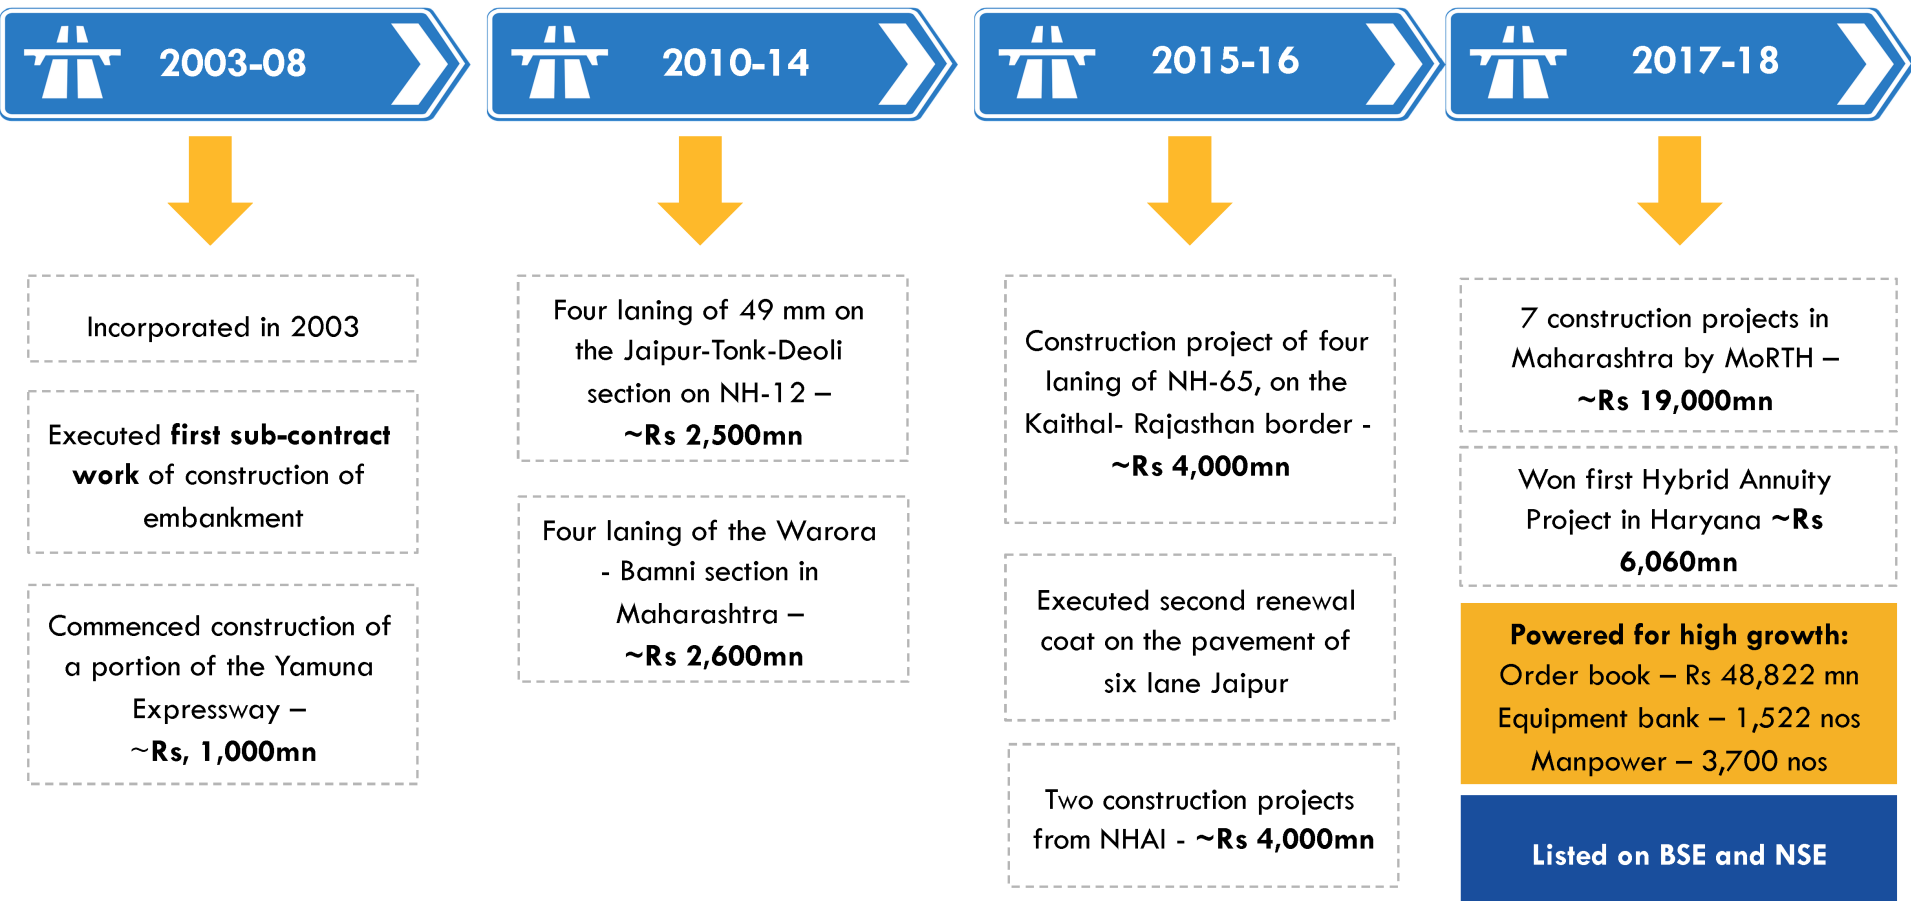 2003-08
Incorporated in 2003
Executed first sub-contract
work of construction of
embankment
Commenced construction of
a portion of the Yamuna
Expressway –
~Rs, 1,000mn
2010-14
Four laning of 49 mm on
the Jaipur-Tonk-Deoli
section on NH-12 –
~Rs 2,500mn
Four laning of the Warora
- Bamni section in
Maharashtra –
~Rs 2,600mn
2015-16
Construction project of four
laning of NH-65, on the
Kaithal- Rajasthan border -
~Rs 4,000mn
Executed second renewal
coat on the pavement of
six lane Jaipur
Two construction projects
from NHAI - ~Rs 4,000mn
2017-18
7 construction projects in
Maharashtra by MoRTH –
~Rs 19,000mn
Won first Hybrid Annuity
Project in Haryana ~Rs
6,060mn
Powered for high growth:
Order book – Rs 48,822 mn
Equipment bank – 1,522 nos
Manpower – 3,700 nos
Listed on BSE and NSE